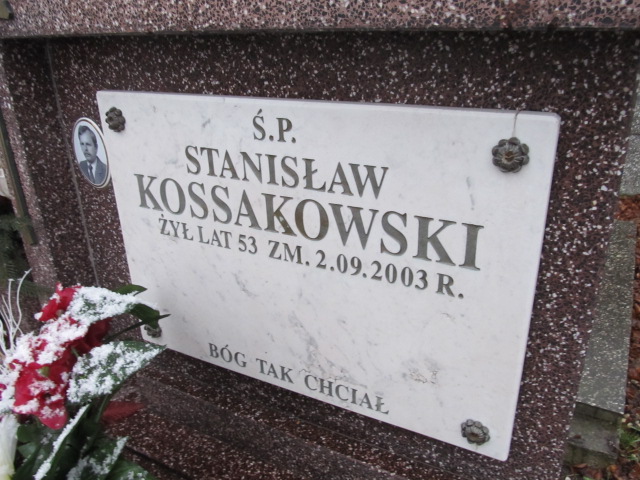 Ś.P.
STANISŁAW
KOSSAKOWSKI
ŻYŁ LAT 53 ZM. 2.09.2003 R.
BÓG TAK CHCIAŁ